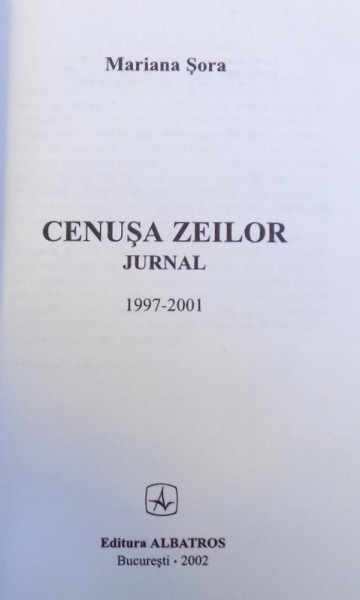 Mariana Şora
CENUŞA ZEILOR
JURNAL
1997-2001
Editura ALBATROS
Bucureşti · 2002